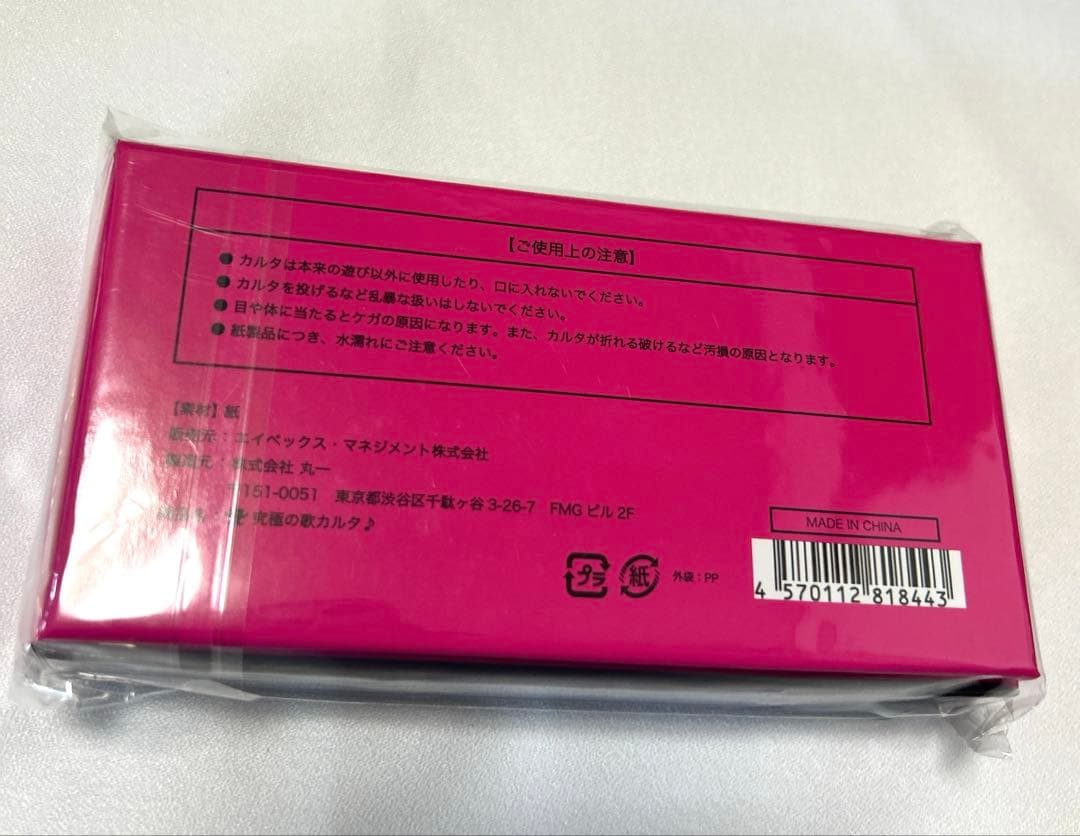 【ご使用上の注意】
● カルタは本来の遊び以外に使用したり、口に入れないでください。
● カルタを投げるなど乱暴な扱いはしないでください。
● 目や体に当たるとケガの原因になります。また、カルタが折れる破けるなど汚損の原因となります。
● 紙製品につき、水濡れにご注意ください。
【素材】紙
販売元：エイベックス・マネジメント株式会社
製造元：株式会社 丸一
〒151-0051 東京都渋谷区千駄ヶ谷 3-26-7 FMG ビル 2F
究極の歌カルタ♪
MADE IN CHINA
プラ 紙 外袋：PP
4 570112 818443